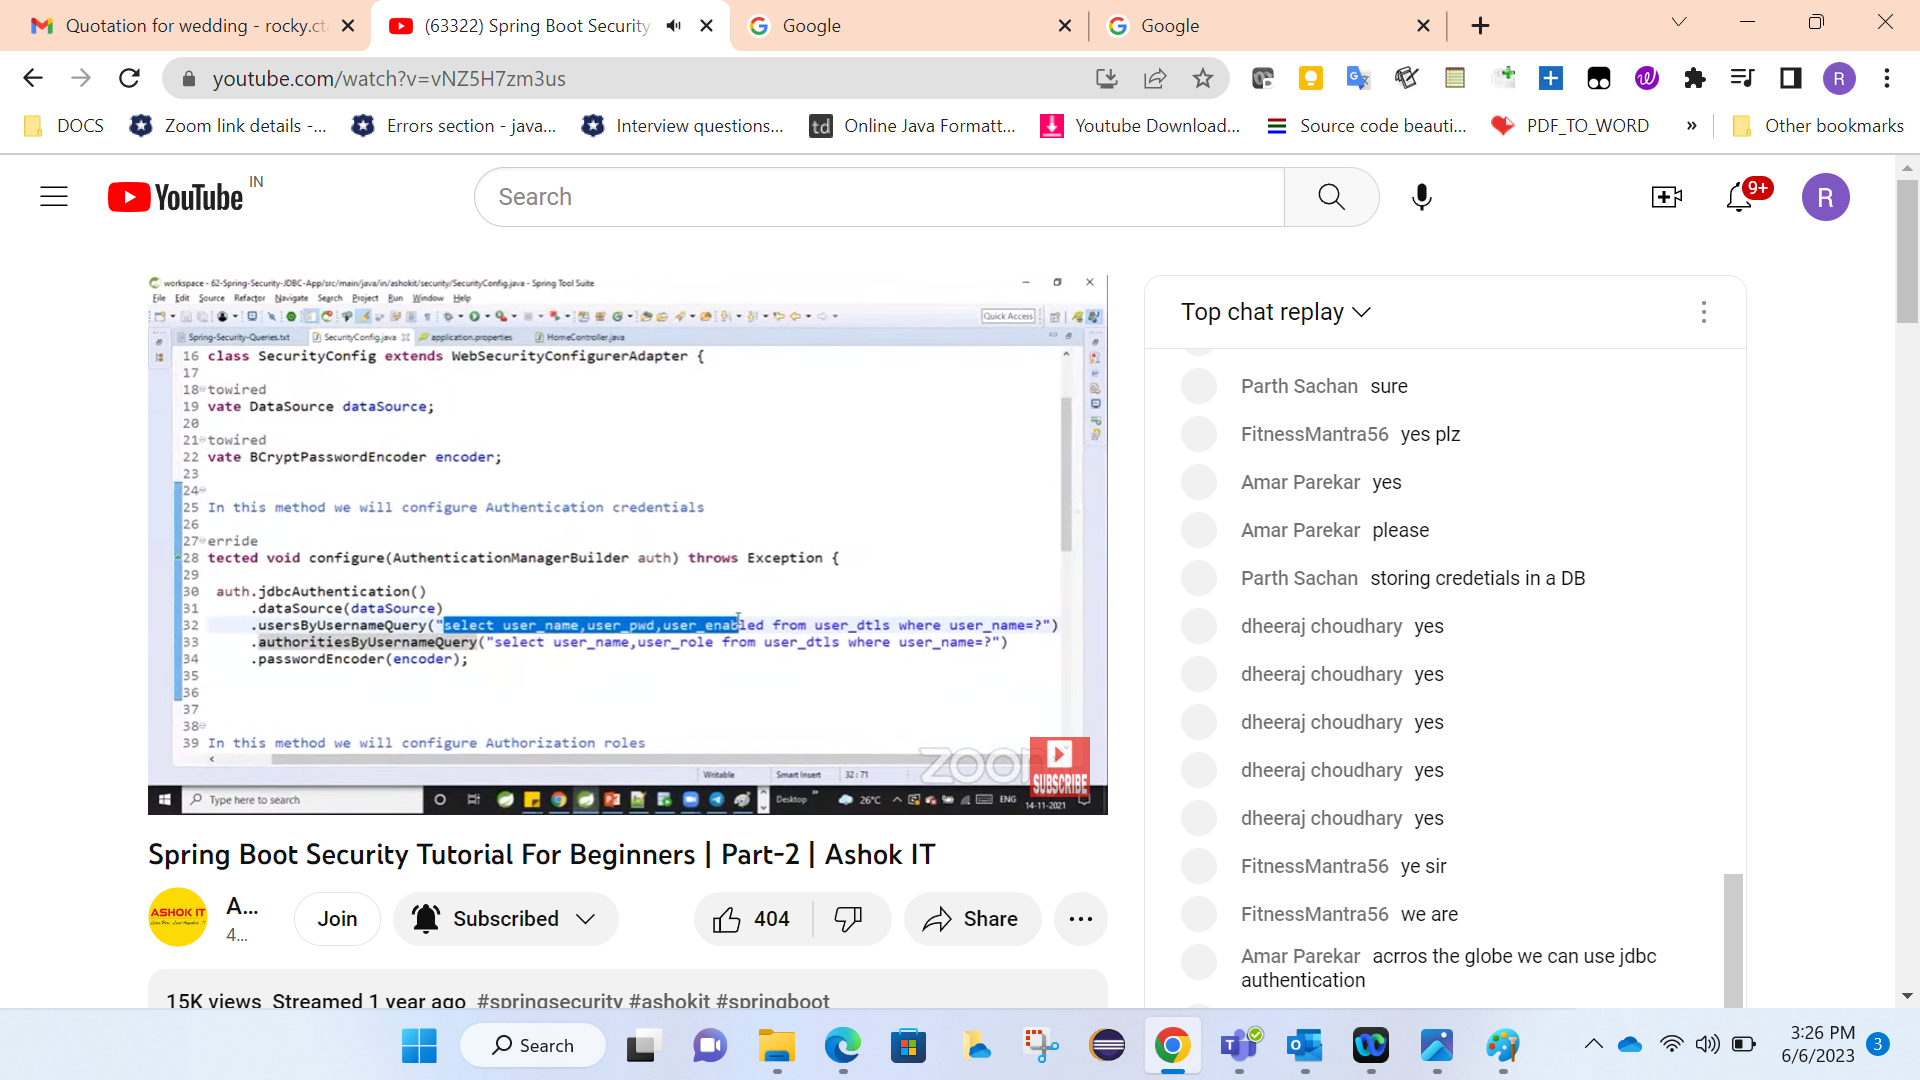 Quotation for wedding - rocky.cta
(63322) Spring Boot Security
Google
Google
youtube.com/watch?v=vNZ5H7zm3us
R
DOCS
Zoom link details -...
Errors section - java...
Interview questions...
td
Online Java Formatt...
Youtube Download...
Source code beauti...
PDF_TO_WORD
»
Other bookmarks
YouTube IN
Search
9+
R
workspace - 62-Spring-Security-JDBC-App/src/main/java/in/ashokit/security/SecurityConfig.java - Spring Tool Suite
File Edit Source Refactor Navigate Search Project Run Window Help
Quick Access
Spring-Security-Queries.txt
SecurityConfig.java
application.properties
HomeController.java
16 class SecurityConfig extends WebSecurityConfigurerAdapter {
17
18 towired
19 vate DataSource dataSource;
20
21 towired
22 vate BCryptPasswordEncoder encoder;
23
24
25 In this method we will configure Authentication credentials
26
27 erride
28 tected void configure(AuthenticationManagerBuilder auth) throws Exception {
29
30 auth.jdbcAuthentication()
31 .dataSource(dataSource)
32 .usersByUsernameQuery("select user_name,user_pwd,user_enabled from user_dtls where user_name=?")
33 .authoritiesByUsernameQuery("select user_name,user_role from user_dtls where user_name=?")
34 .passwordEncoder(encoder);
35
36
37
38
39 In this method we will configure Authorization roles
zoom
SUBSCRIBE
Writable
Smart Insert
32 : 71
Type here to search
Desktop
26°C
ENG
14-11-2021
Top chat replay
Parth Sachan sure
FitnessMantra56 yes plz
Amar Parekar yes
Amar Parekar please
Parth Sachan storing credetials in a DB
dheeraj choudhary yes
dheeraj choudhary yes
dheeraj choudhary yes
dheeraj choudhary yes
dheeraj choudhary yes
FitnessMantra56 ye sir
FitnessMantra56 we are
Amar Parekar acrros the globe we can use jdbc
authentication
Spring Boot Security Tutorial For Beginners | Part-2 | Ashok IT
ASHOK IT
A...
4...
Join
Subscribed
404
Share
15K views Streamed 1 year ago #springsecurity #ashokit #springboot
Search
3:26 PM
6/6/2023
3